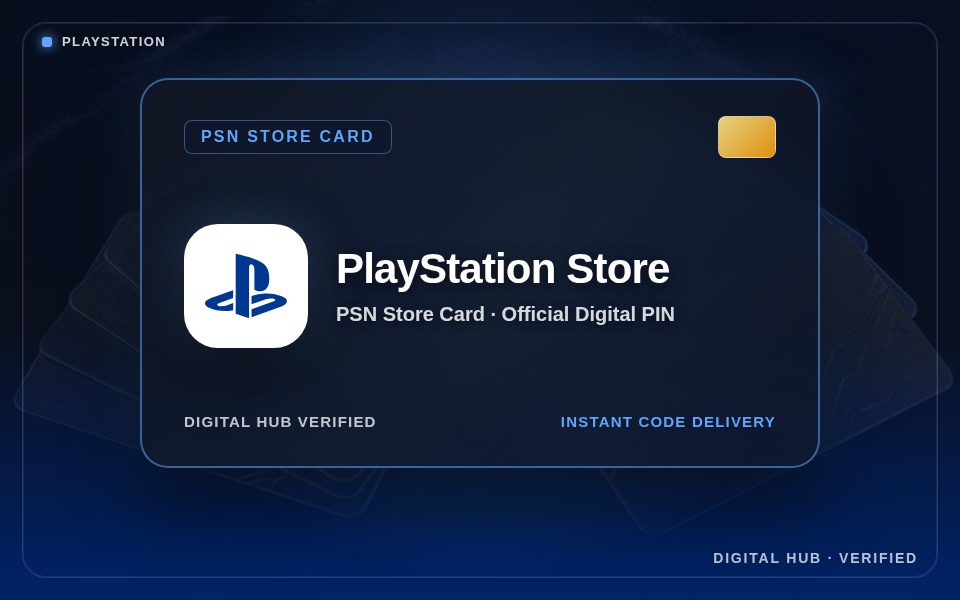 PLAYSTATION
PSN STORE CARD
PlayStation Store
PSN Store Card · Official Digital PIN
DIGITAL HUB VERIFIED
INSTANT CODE DELIVERY
DIGITAL HUB · VERIFIED